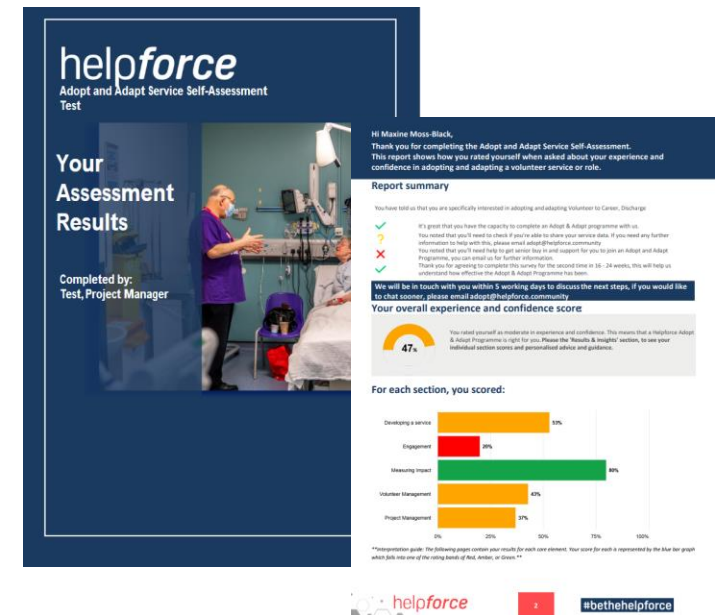 helpforce
Adopt and Adapt Service Self-Assessment
Test
Your
Assessment
Results
Completed by:
Test, Project Manager
Hi Maxine Moss-Black,
Thank you for completing the Adopt and Adapt Service Self-Assessment.
This report shows how you rated yourself when asked about your experience and
confidence in adopting and adapting a volunteer service or role.
Report summary
You have told us that you are specifically interested in adopting and adapting Volunteer to Career, Discharge
It's great that you have the capacity to complete an Adopt & Adapt programme with us.
You noted that you'll need to check if you're able to share your service data. If you need any further
information to help with this, please email adopt@helpforce.community
You noted that you'll need help to get senior buy in and support for you to join an Adopt and Adapt
Programme, you can email us for further information.
Thank you for agreeing to complete this survey for the second time in 16 - 24 weeks, this will help us
understand how effective the Adopt & Adapt Programme has been.
We will be in touch with you within 5 working days to discuss the next steps, if you would like
to chat sooner, please email adopt@helpforce.community
Your overall experience and confidence score:
47%
You rated yourself as moderate in experience and confidence. This means that a Helpforce Adopt
& Adapt Programme is right for you. Please the 'Results & Insights' section, to see your
individual section scores and personalised advice and guidance.
For each section, you scored:
Developing a service 53%
Engagement 20%
Measuring Impact 80%
Volunteer Management 43%
Project Management 37%
0% 25% 50% 75% 100%
**Interpretation guide: The following pages contain your results for each core element. Your score for each is represented by the blue bar graph
which falls into one of the rating bands of Red, Amber, or Green.**
helpforce 2 #bethehelpforce